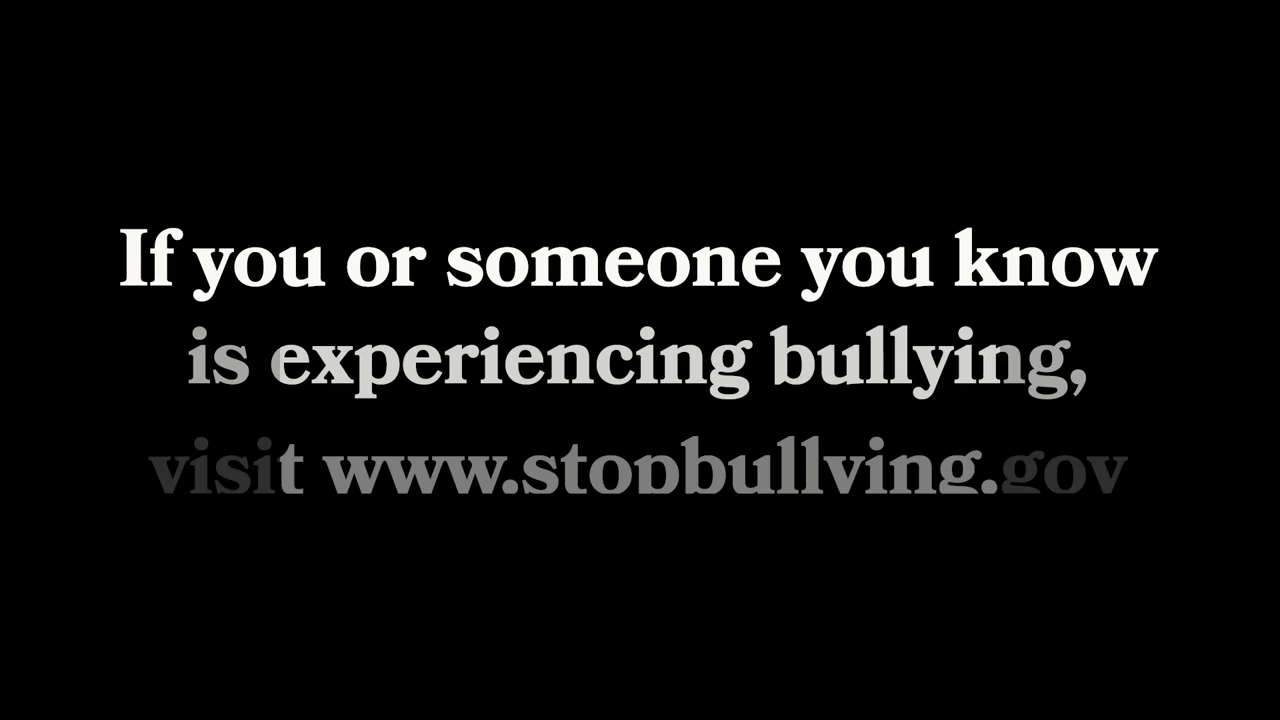 If you or someone you know
is experiencing bullying,
visit www.stopbullying.gov